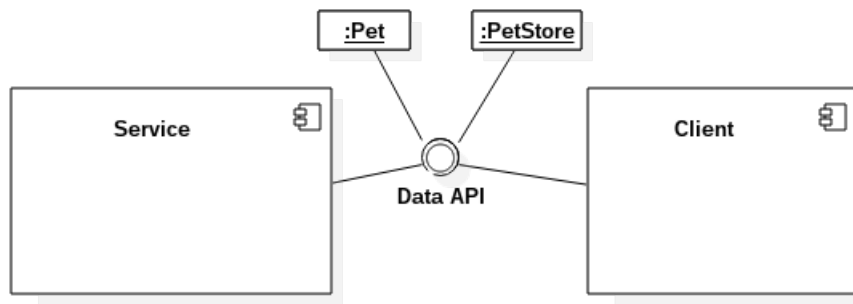 :Pet
:PetStore
Service
Client
Data API